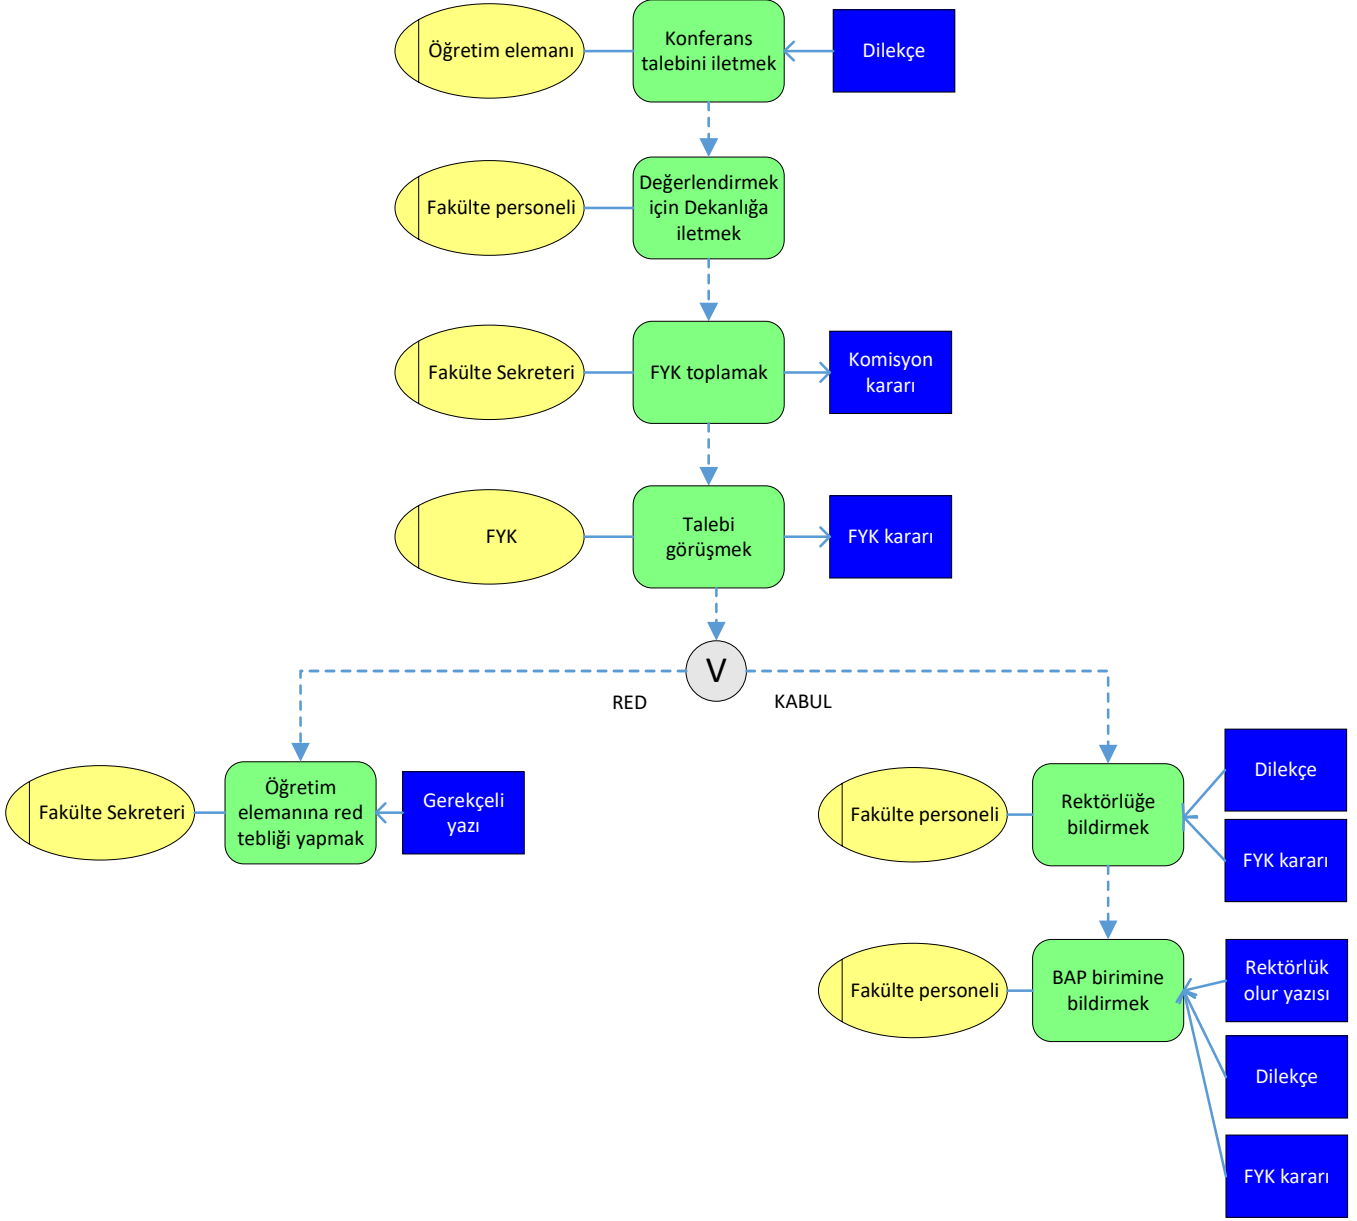 Öğretim elemanı
Konferans
talebini iletmek
Dilekçe
Fakülte personeli
Değerlendirmek
için Dekanlığa
iletmek
Fakülte Sekreteri
FYK toplamak
Komisyon
kararı
FYK
Talebi
görüşmek
FYK kararı
V
RED
KABUL
Fakülte Sekreteri
Öğretim
elemanına red
tebliği yapmak
Gerekçeli
yazı
Fakülte personeli
Rektörlüğe
bildirmek
Dilekçe
FYK kararı
Fakülte personeli
BAP birimine
bildirmek
Rektörlük
olur yazısı
Dilekçe
FYK kararı